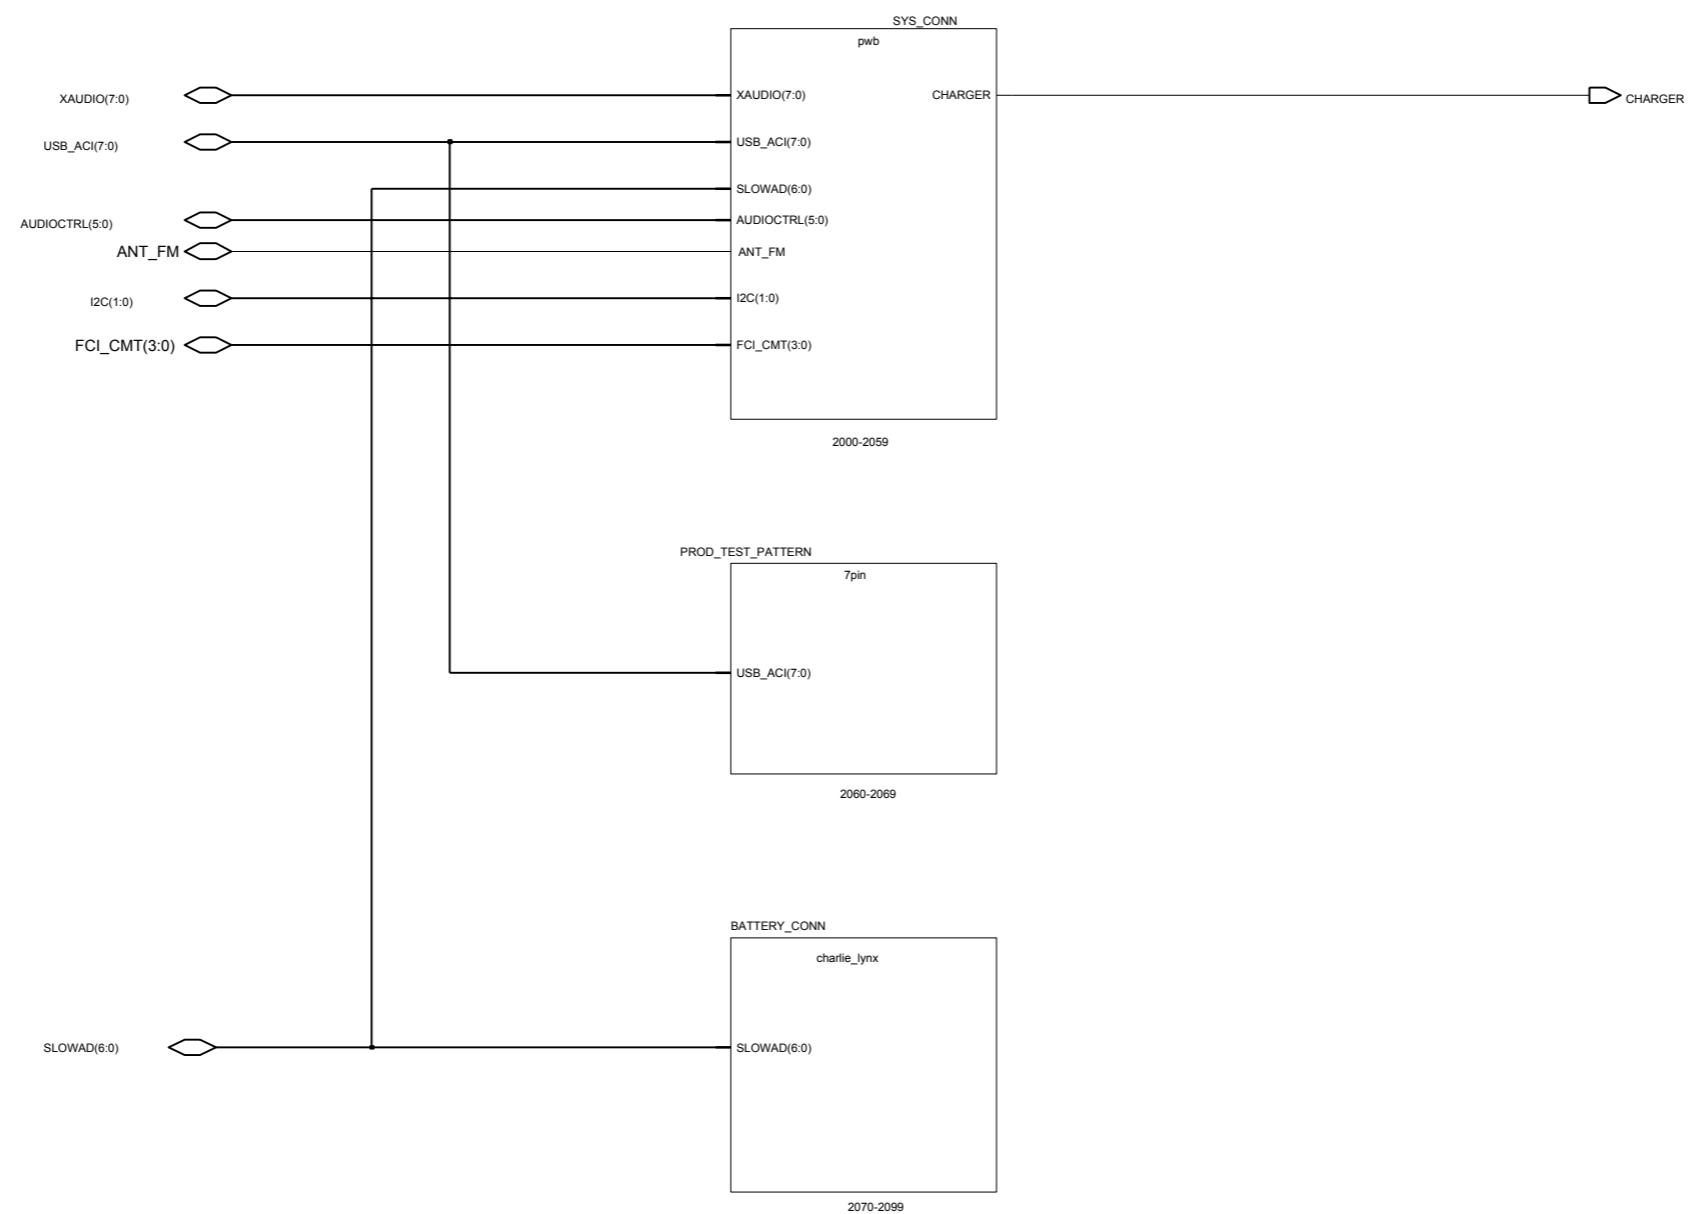 SYS_CONN
pwb
XAUDIO(7:0)
XAUDIO(7:0)
CHARGER
CHARGER
USB_ACI(7:0)
USB_ACI(7:0)
SLOWAD(6:0)
AUDIOCTRL(5:0)
AUDIOCTRL(5:0)
ANT_FM
ANT_FM
I2C(1:0)
I2C(1:0)
FCI_CMT(3:0)
FCI_CMT(3:0)
2000-2059
PROD_TEST_PATTERN
7pin
USB_ACI(7:0)
2060-2069
BATTERY_CONN
charlie_lynx
SLOWAD(6:0)
SLOWAD(6:0)
2070-2099